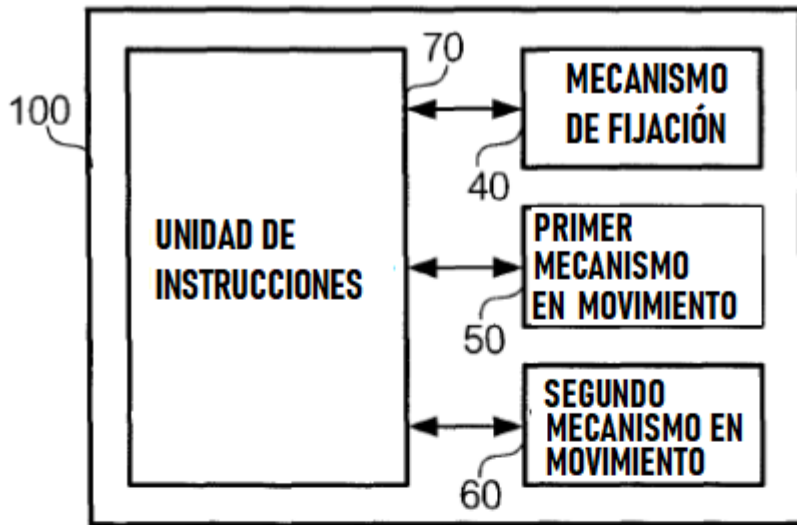 100
70
UNIDAD DE
INSTRUCCIONES
MECANISMO
DE FIJACIÓN
40
PRIMER
MECANISMO
EN MOVIMIENTO
50
SEGUNDO
MECANISMO EN
MOVIMIENTO
60